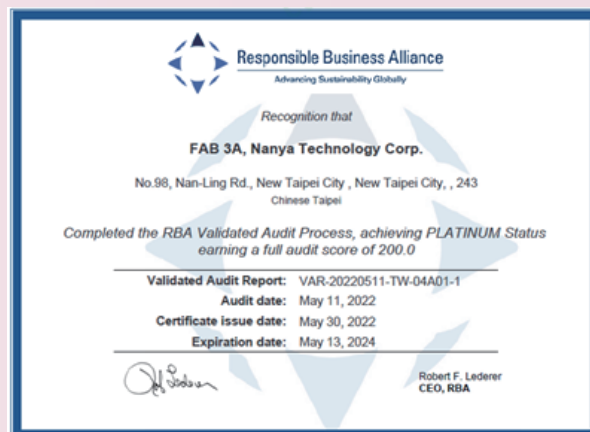 Responsible Business Alliance
Advancing Sustainability Globally
Recognition that
FAB 3A, Nanya Technology Corp.
No.98, Nan-Ling Rd., New Taipei City , New Taipei City, , 243
Chinese Taipei
Completed the RBA Validated Audit Process, achieving PLATINUM Status
earning a full audit score of 200.0
Validated Audit Report: VAR-20220511-TW-04A01-1
Audit date: May 11, 2022
Certificate issue date: May 30, 2022
Expiration date: May 13, 2024
Robert F. Lederer
CEO, RBA